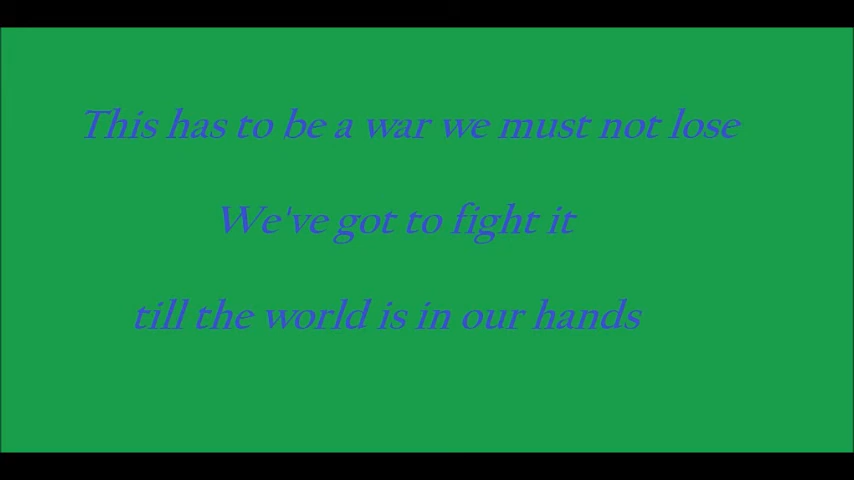 This has to be a war we must not lose
We've got to fight it
till the world is in our hands